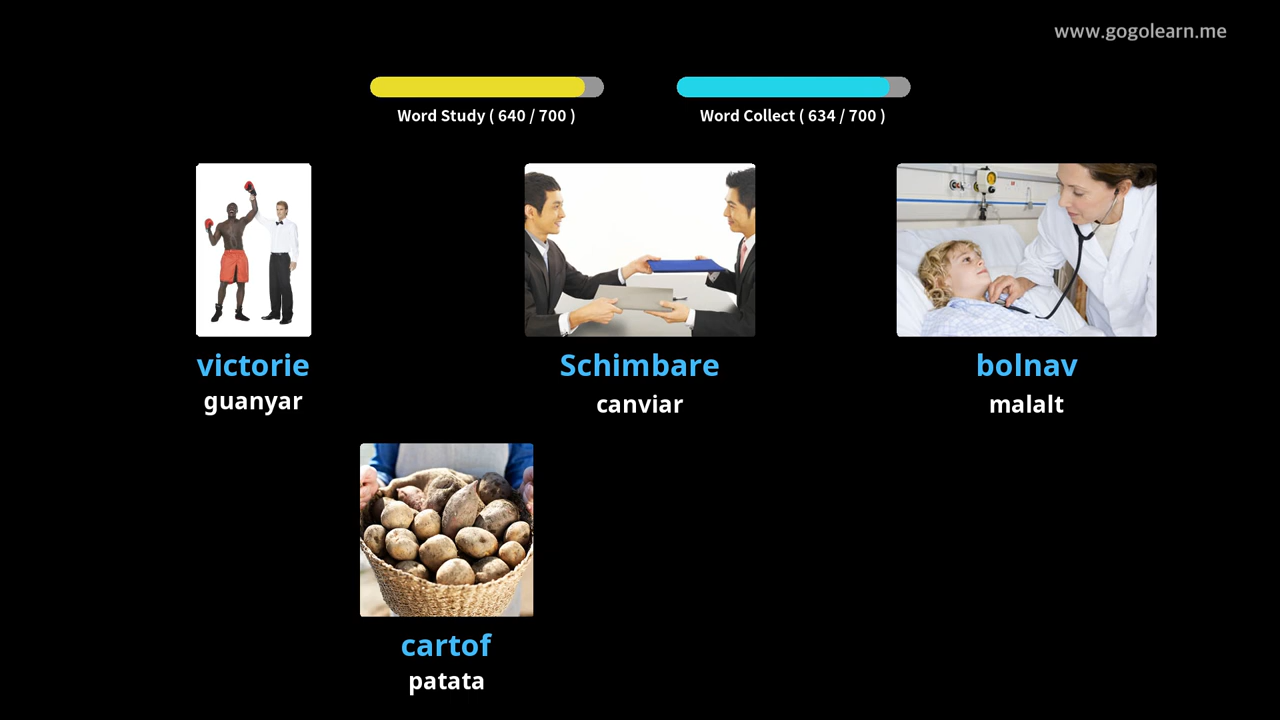 www.gogolearn.me
Word Study ( 640 / 700 )
Word Collect ( 634 / 700 )
victorie
guanyar
Schimbare
canviar
bolnav
malalt
cartof
patata